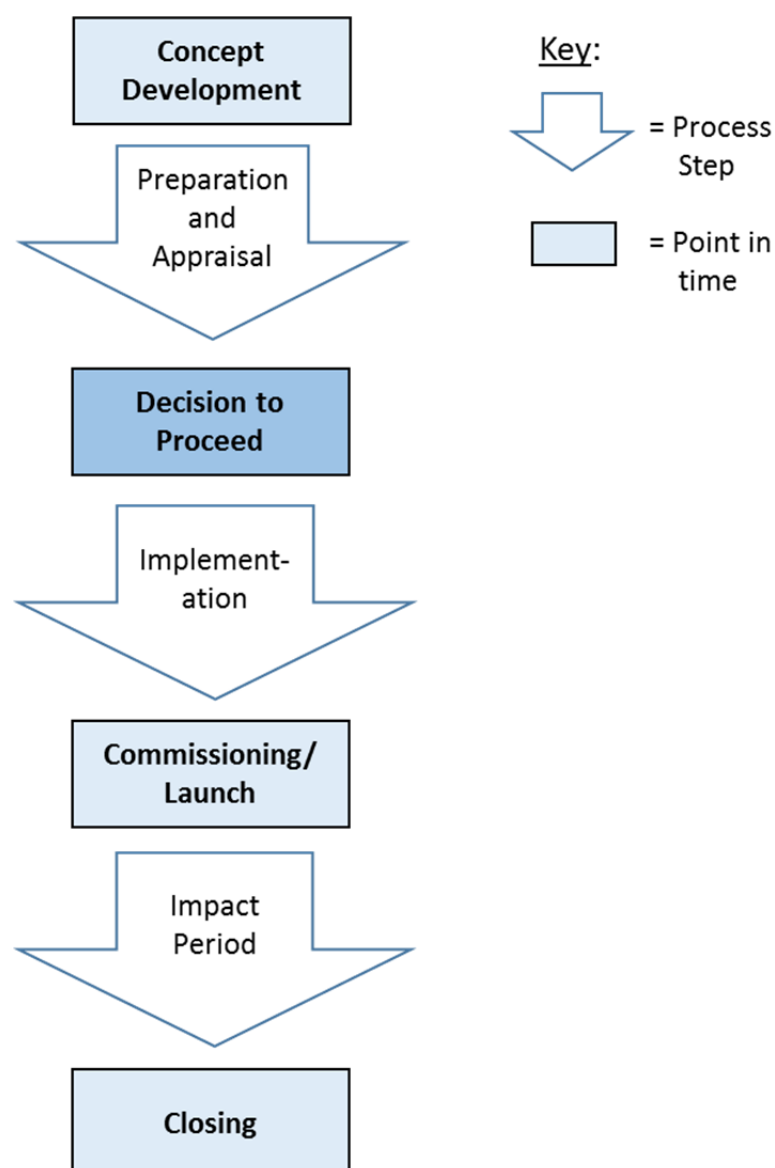 Concept
Development
Key:
= Process
Step
Preparation
and
Appraisal
= Point in
time
Decision to
Proceed
Implement-
ation
Commissioning/
Launch
Impact
Period
Closing